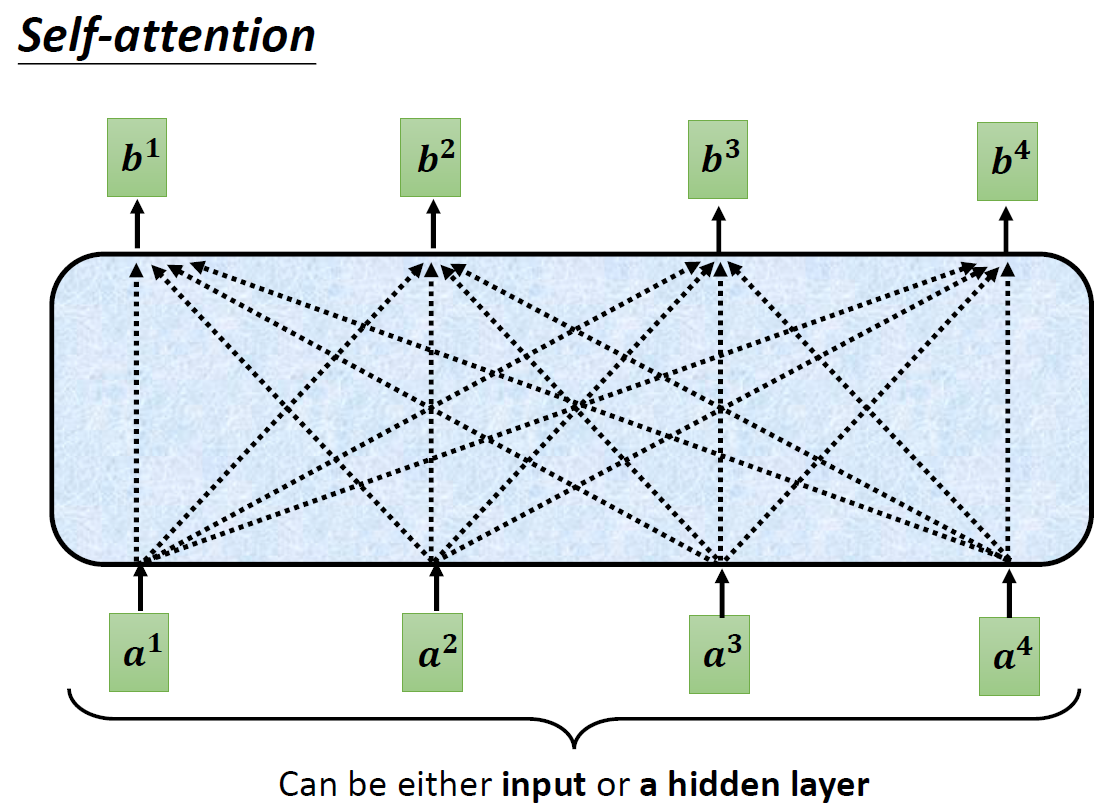 Self-attention
b¹ b² b³ b⁴
a¹ a² a³ a⁴
Can be either input or a hidden layer